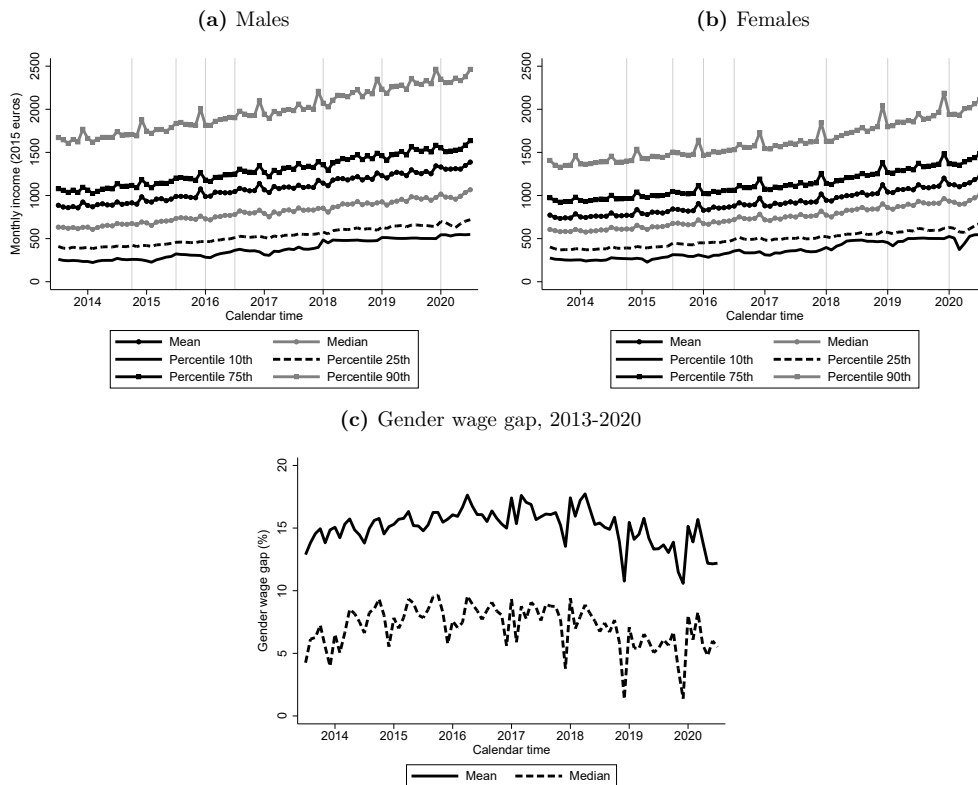 (a) Males
(b) Females
Monthly income (2015 euros)
0
500
1000
1500
2000
2500
2014 2015 2016 2017 2018 2019 2020
Calendar time
Mean Median
Percentile 10th Percentile 25th
Percentile 75th Percentile 90th
0
500
1000
1500
2000
2500
2014 2015 2016 2017 2018 2019 2020
Calendar time
Mean Median
Percentile 10th Percentile 25th
Percentile 75th Percentile 90th
(c) Gender wage gap, 2013-2020
Gender wage gap (%)
0
5
10
15
20
2014 2015 2016 2017 2018 2019 2020
Calendar time
Mean Median